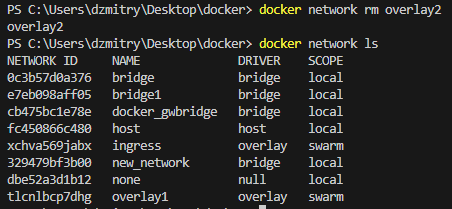 PS C:\Users\dzmitry\Desktop\docker> docker network rm overlay2
overlay2
PS C:\Users\dzmitry\Desktop\docker> docker network ls
NETWORK ID     NAME              DRIVER    SCOPE
0c3b57d0a376   bridge            bridge    local
e7eb098aff05   bridge1           bridge    local
cb475bc1e78e   docker_gwbridge   bridge    local
fc450866c480   host              host      local
xchva569jabx   ingress           overlay   swarm
329479bf3b00   new_network       bridge    local
dbe52a3d1b12   none              null      local
tlcnlbcp7dhg   overlay1          overlay   swarm